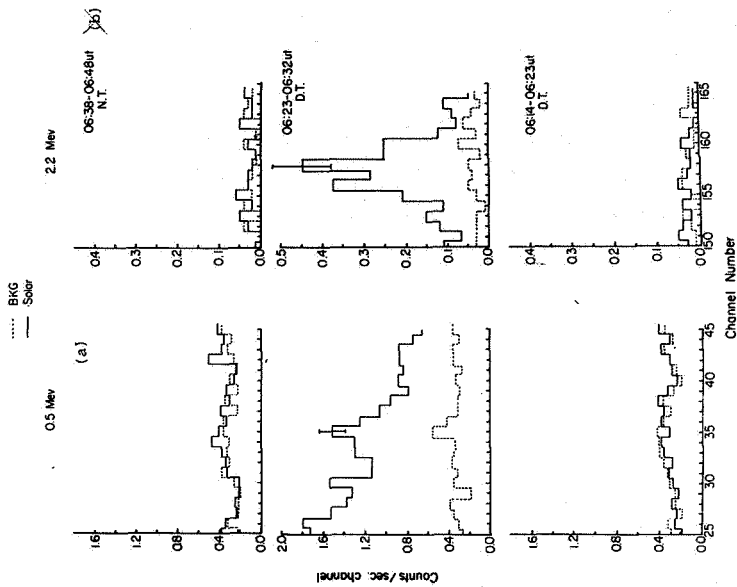 ····· BKG
— Solar
0.5 Mev
2.2 Mev
(a)
(b)
06:38-06:48ut
N.T.
1.6
1.2
0.8
0.4
0.0
0.4
0.3
0.2
0.1
0.0
06:23-06:32ut
D.T.
2.0
1.6
1.2
0.8
0.4
0.0
0.5
0.4
0.3
0.2
0.1
0.0
Counts/sec. channel
06:14-06:23ut
D.T.
1.6
1.2
0.8
0.4
0.0
0.4
0.3
0.2
0.1
0.0
25 30 35 40 45
150 155 160 165
Channel Number